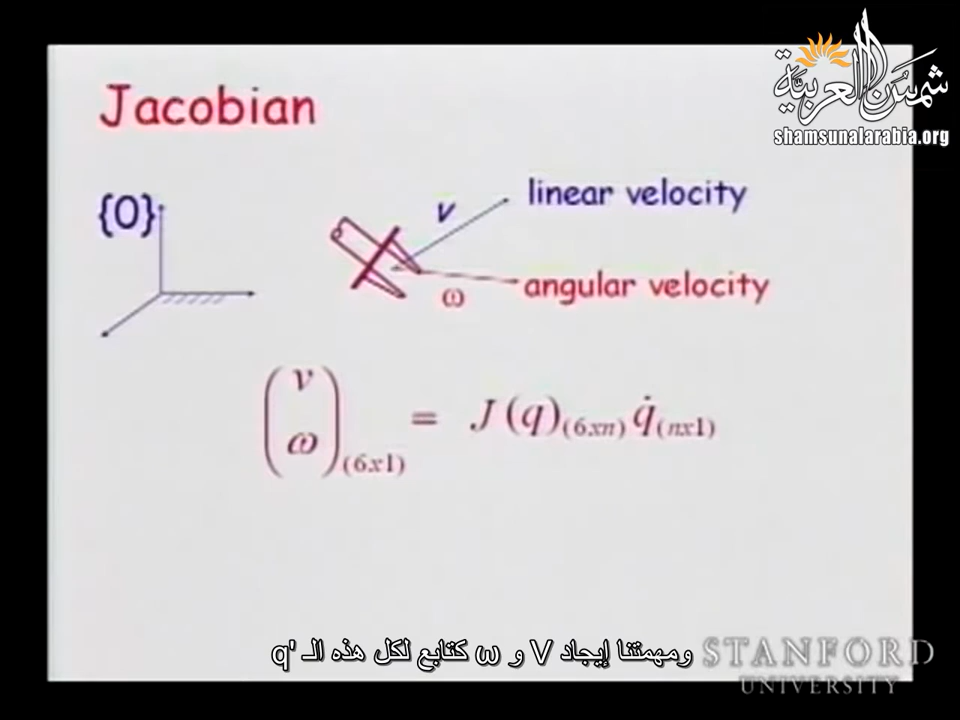 شمس العربية
shamsunalarabia.org
Jacobian
{0}
v
linear velocity
ω
angular velocity
(v ω)(6x1) = J(q)(6xn) q̇(nx1)
ومهمتنا إيجاد V و ω كتابع لكل هذه الـ 'q
STANFORD
UNIVERSITY